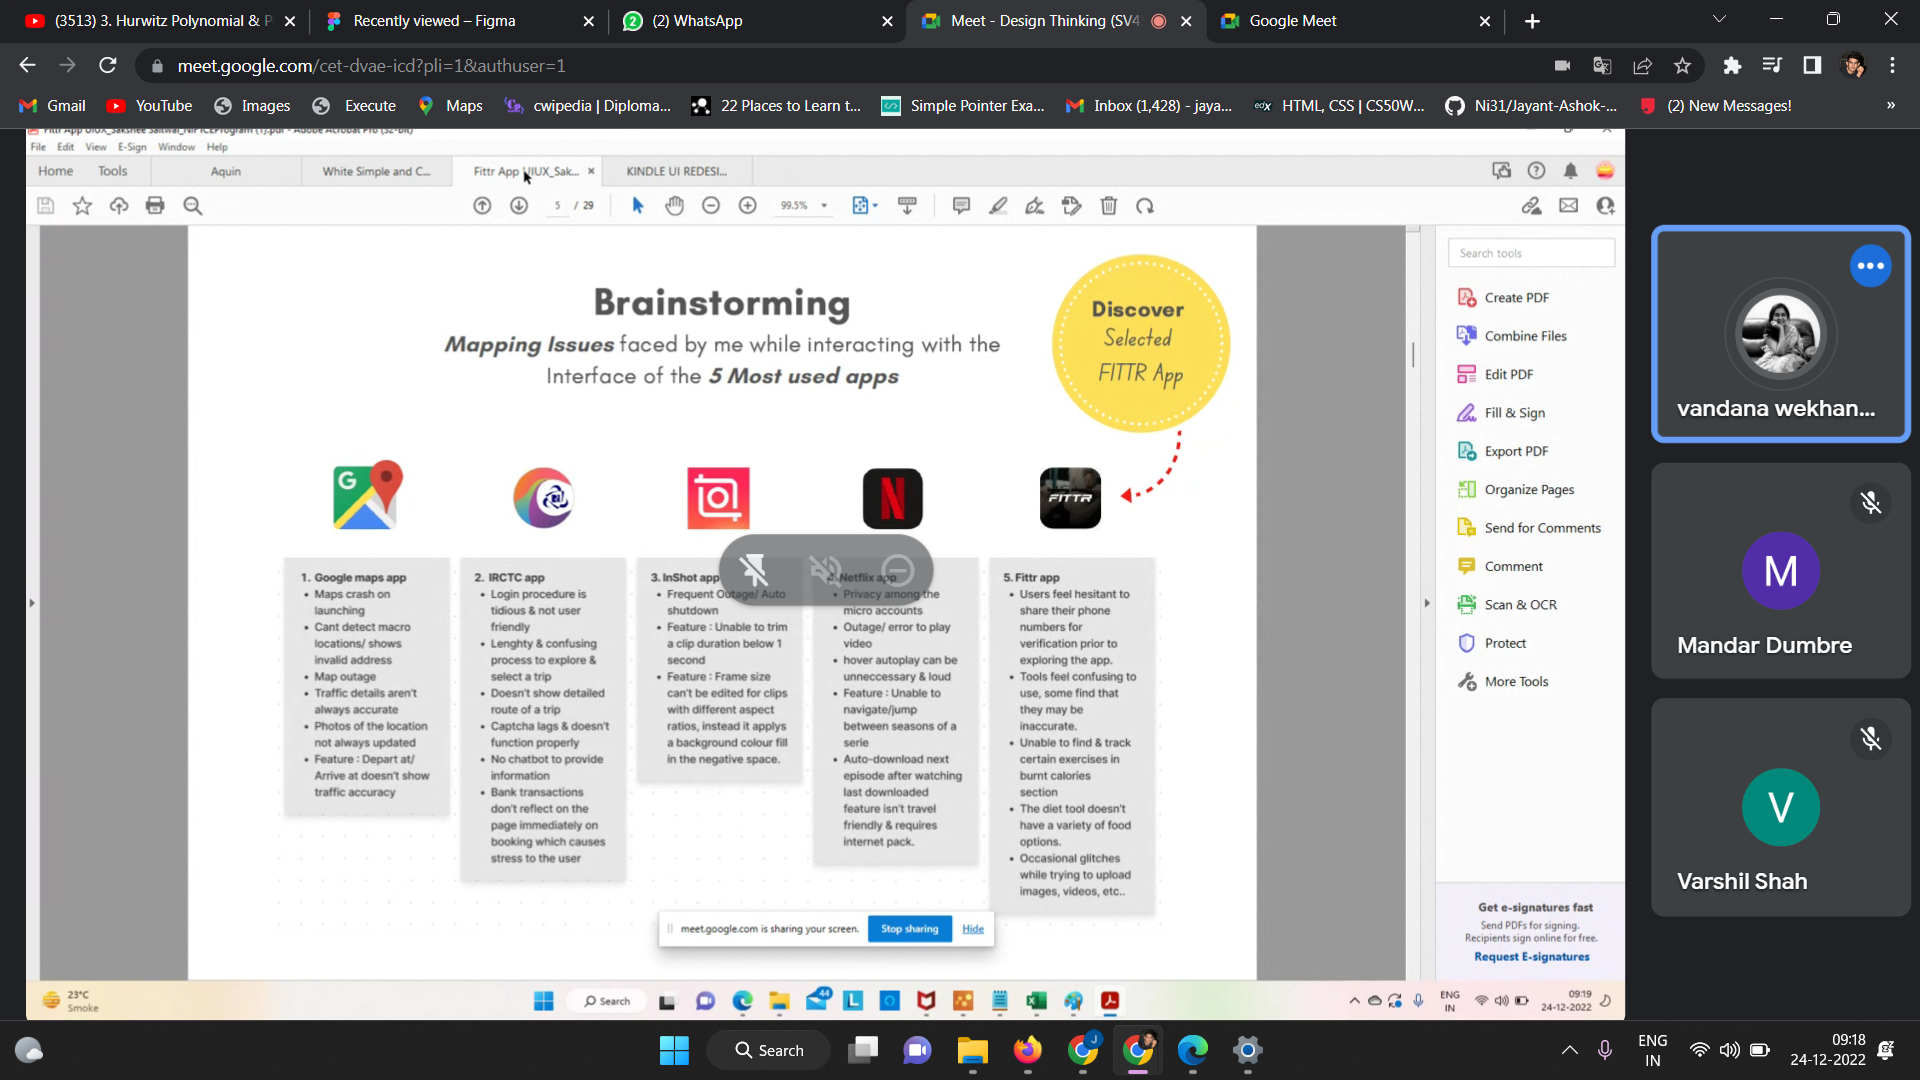 (3513) 3. Hurwitz Polynomial & P
Recently viewed – Figma
(2) WhatsApp
Meet - Design Thinking (SV4
Google Meet
meet.google.com/cet-dvae-icd?pli=1&authuser=1
Gmail
YouTube
Images
Execute
Maps
cwipedia | Diploma...
22 Places to Learn t...
Simple Pointer Exa...
Inbox (1,428) - jaya...
HTML, CSS | CS50W...
Ni31/Jayant-Ashok-...
(2) New Messages!
»
File Edit View E-Sign Window Help
Home
Tools
Aquin
White Simple and C...
Fittr App UIUX_Sak...
KINDLE UI REDESI...
5 / 29
99.5%
Brainstorming
Mapping Issues faced by me while interacting with the
Interface of the 5 Most used apps
Discover
Selected
FITTR App
G
N
FITTR
1. Google maps app
• Maps crash on
launching
• Cant detect macro
locations/ shows
invalid address
• Map outage
• Traffic details aren't
always accurate
• Photos of the location
not always updated
• Feature : Depart at/
Arrive at doesn't show
traffic accuracy
2. IRCTC app
• Login procedure is
tidious & not user
friendly
• Lenghty & confusing
process to explore &
select a trip
• Doesn't show detailed
route of a trip
• Captcha lags & doesn't
function properly
• No chatbot to provide
information
• Bank transactions
don't reflect on the
page immediately on
booking which causes
stress to the user
3. InShot app
• Frequent Outage/ Auto
shutdown
• Feature : Unable to trim
a clip duration below 1
second
• Feature : Frame size
can't be edited for clips
with different aspect
ratios, instead it applys
a background colour fill
in the negative space.
4. Netflix app
• Privacy among the
micro accounts
• Outage/ error to play
video
• hover autoplay can be
unneccessary & loud
• Feature : Unable to
navigate/jump
between seasons of a
serie
• Auto-download next
episode after watching
last downloaded
feature isn't travel
friendly & requires
internet pack.
5. Fittr app
• Users feel hesitant to
share their phone
numbers for
verification prior to
exploring the app.
• Tools feel confusing to
use, some find that
they may be
inaccurate.
• Unable to find & track
certain exercises in
burnt calories
section
• The diet tool doesn't
have a variety of food
options.
• Occasional glitches
while trying to upload
images, videos, etc..
meet.google.com is sharing your screen.
Stop sharing
Hide
Search tools
Create PDF
Combine Files
Edit PDF
Fill & Sign
Export PDF
Organize Pages
Send for Comments
Comment
Scan & OCR
Protect
More Tools
Get e-signatures fast
Send PDFs for signing.
Recipients sign online for free.
Request E-signatures
vandana wekhan...
M
Mandar Dumbre
V
Varshil Shah
23°C
Smoke
Search
44
L
ENG
IN
09:19
24-12-2022
Search
J
ENG
IN
09:18
24-12-2022